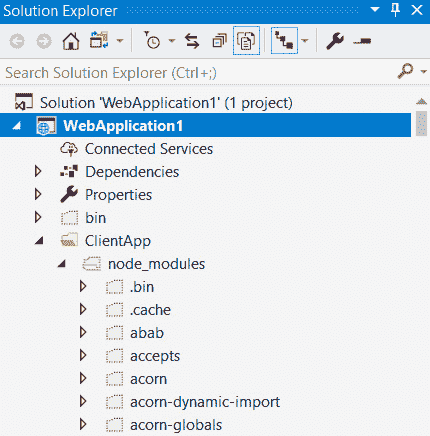 Solution Explorer
Search Solution Explorer (Ctrl+;)
Solution 'WebApplication1' (1 project)
WebApplication1
Connected Services
Dependencies
Properties
bin
ClientApp
node_modules
.bin
.cache
abab
accepts
acorn
acorn-dynamic-import
acorn-globals